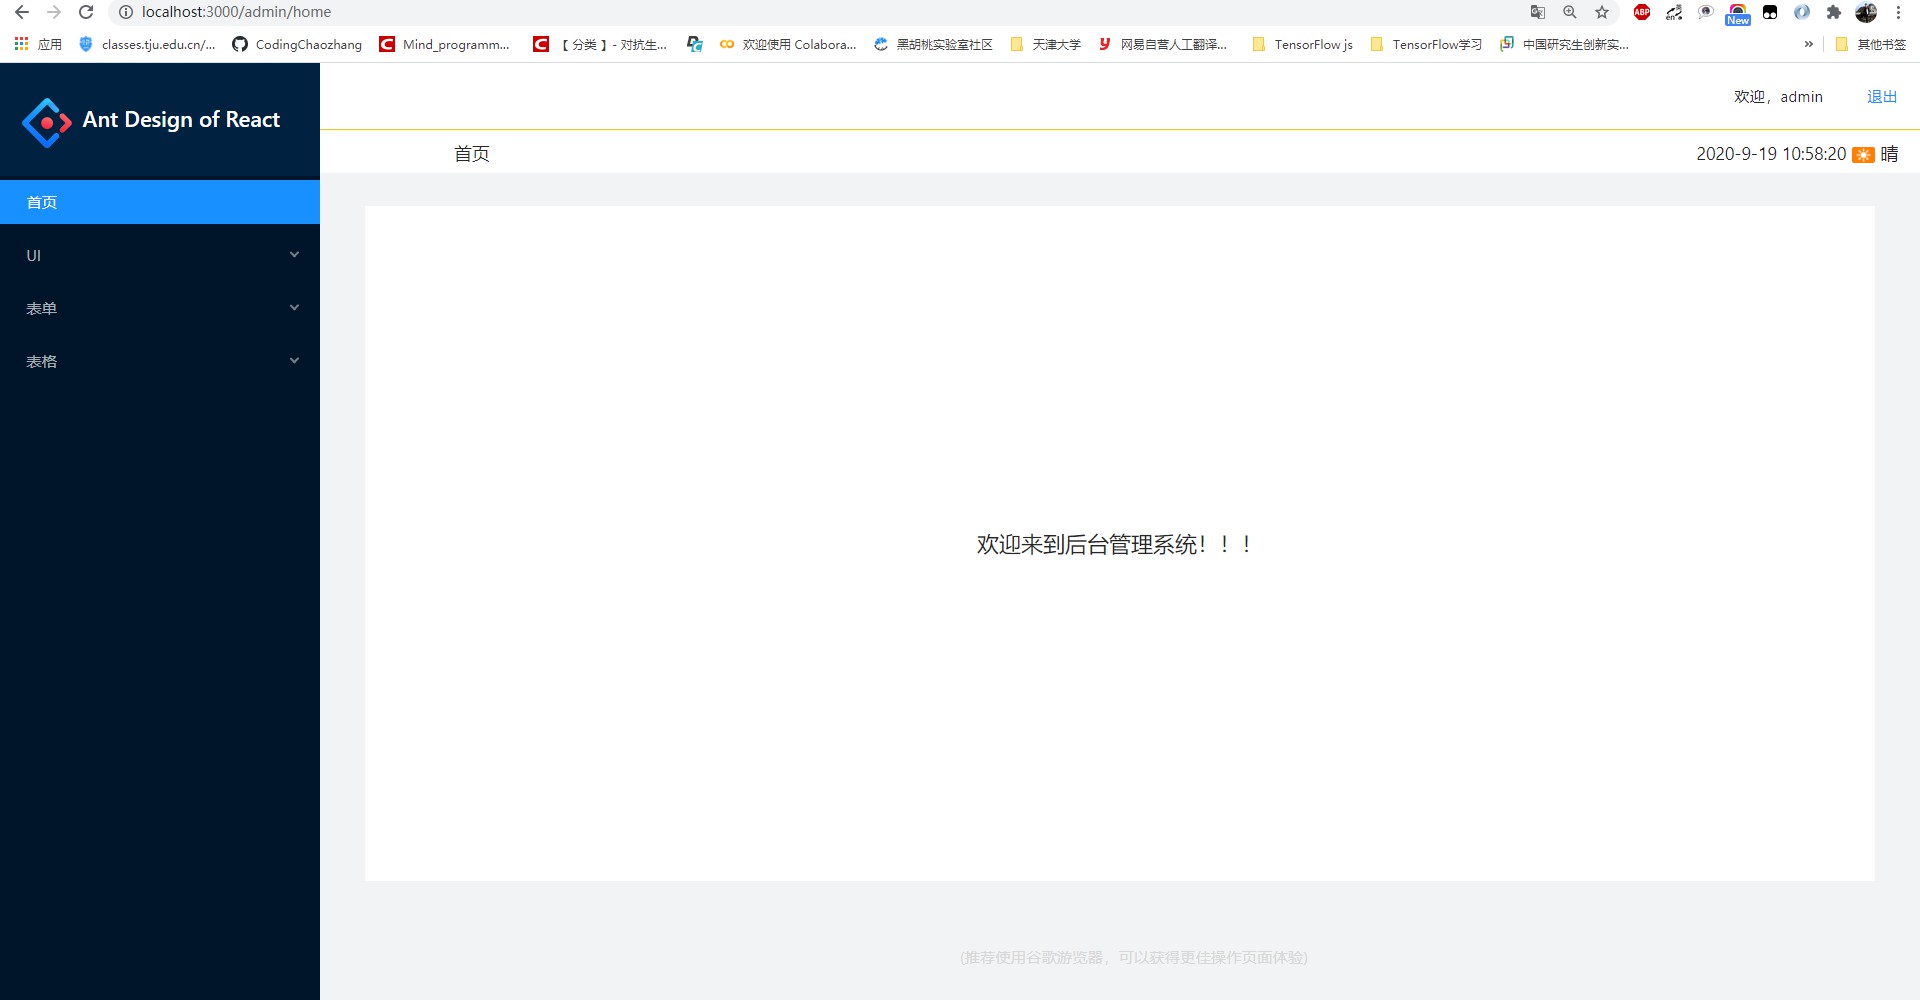 localhost:3000/admin/home
应用
classes.tju.edu.cn/...
CodingChaozhang
Mind_programm...
【 分类 】 - 对抗生...
欢迎使用 Colabora...
黑胡桃实验室社区
天津大学
网易自营人工翻译...
TensorFlow js
TensorFlow学习
中国研究生创新实...
»
其他书签
ABP
en
New
Ant Design of React
欢迎，admin
退出
首页
2020-9-19 10:58:20
晴
首页
UI
表单
表格
欢迎来到后台管理系统！！！
(推荐使用谷歌游览器，可以获得更佳操作页面体验)